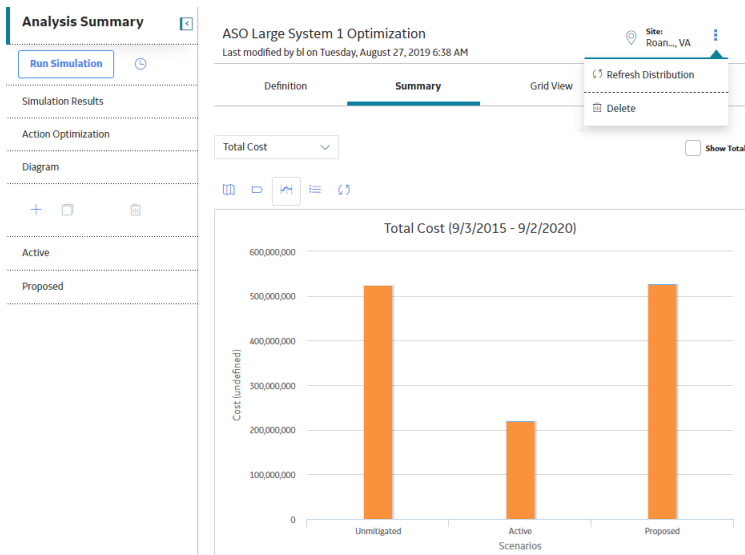 Analysis Summary
Run Simulation
Simulation Results
Action Optimization
Diagram
Active
Proposed
ASO Large System 1 Optimization
Last modified by bl on Tuesday, August 27, 2019 6:38 AM
Site:
Roan..., VA
Refresh Distribution
Delete
Definition
Summary
Grid View
Total Cost
Show Total
Total Cost (9/3/2015 - 9/2/2020)
Cost (undefined)
600,000,000
500,000,000
400,000,000
300,000,000
200,000,000
100,000,000
0
Unmitigated
Active
Proposed
Scenarios